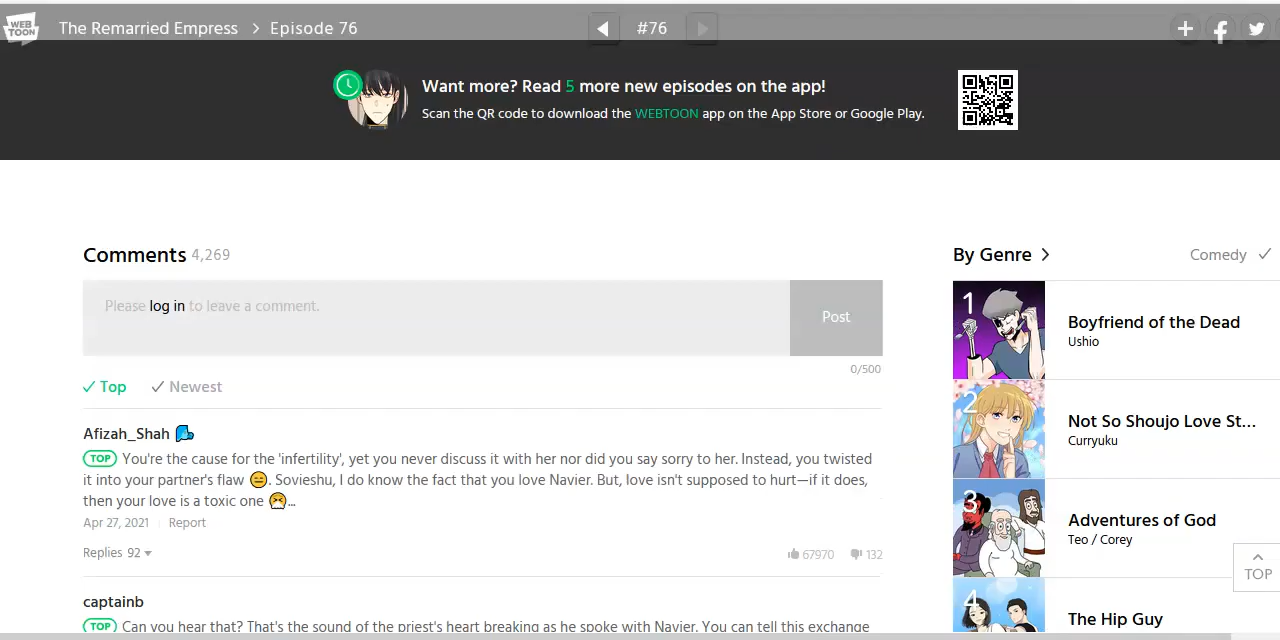 WEB TOON The Remarried Empress > Episode 76 #76
Want more? Read 5 more new episodes on the app!
Scan the QR code to download the WEBTOON app on the App Store or Google Play.
Comments 4,269
Please log in to leave a comment.
Post
0/500
Top Newest
Afizah_Shah
TOP You're the cause for the 'infertility', yet you never discuss it with her nor did you say sorry to her. Instead, you twisted
it into your partner's flaw 😑. Sovieshu, I do know the fact that you love Navier. But, love isn't supposed to hurt—if it does,
then your love is a toxic one 😤...
Apr 27, 2021 | Report
Replies 92 67970 132
captainb
TOP Can you hear that? That's the sound of the priest's heart breaking as he spoke with Navier. You can tell this exchange
By Genre > Comedy
1
Boyfriend of the Dead
Ushio
2
Not So Shoujo Love St...
Curryuku
3
Adventures of God
Teo / Corey
4
The Hip Guy
TOP